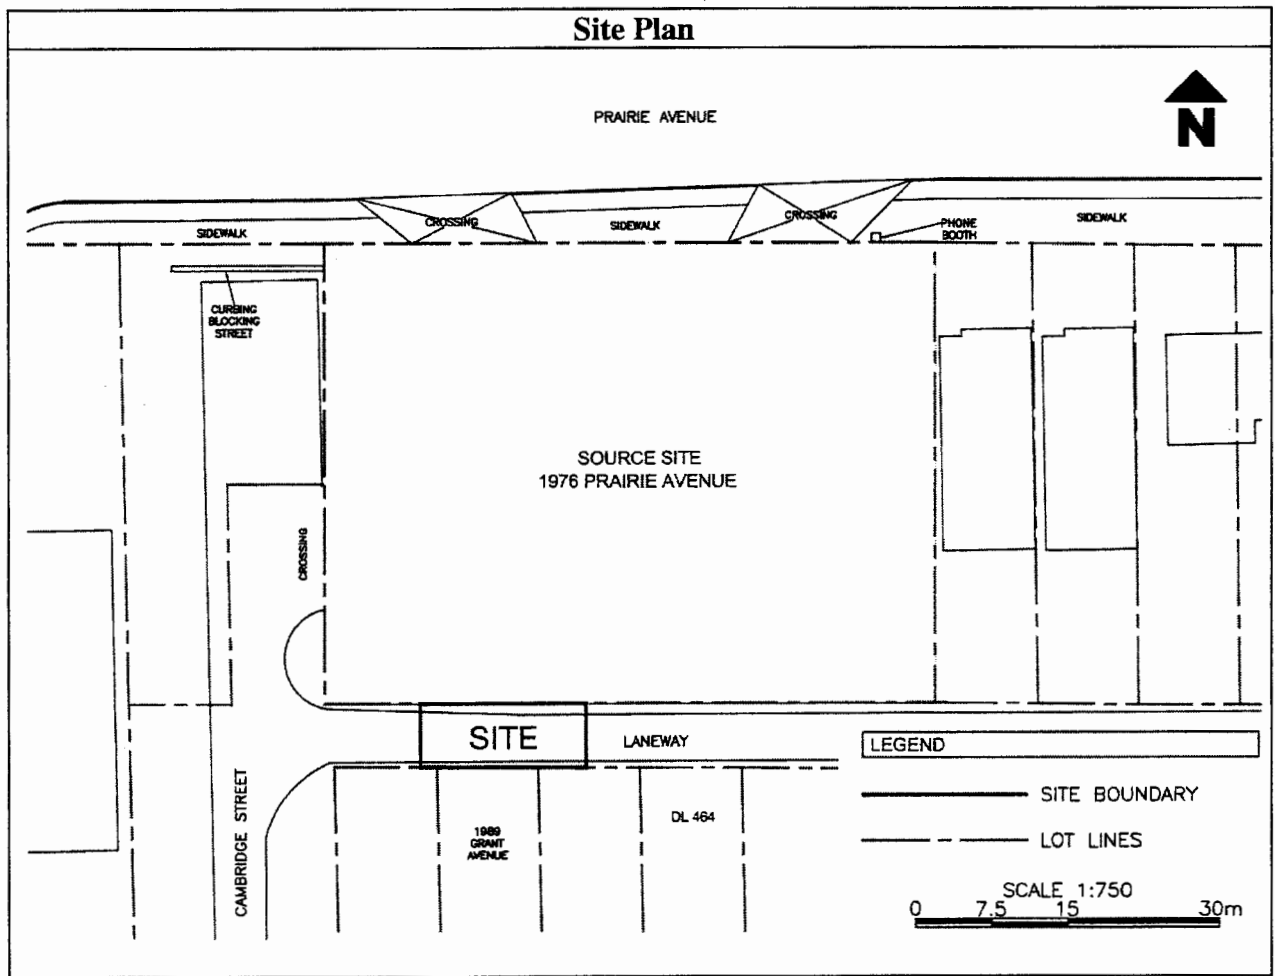 Site Plan
PRAIRIE AVENUE
N
CROSSING
CROSSING
SIDEWALK
SIDEWALK
SIDEWALK
PHONE
BOOTH
CURBING
BLOCKING
STREET
SOURCE SITE
1976 PRAIRIE AVENUE
CROSSING
SITE
LANEWAY
LEGEND
SITE BOUNDARY
LOT LINES
CAMBRIDGE STREET
1989
GRANT
AVENUE
DL 464
SCALE 1:750
0 7.5 15 30m